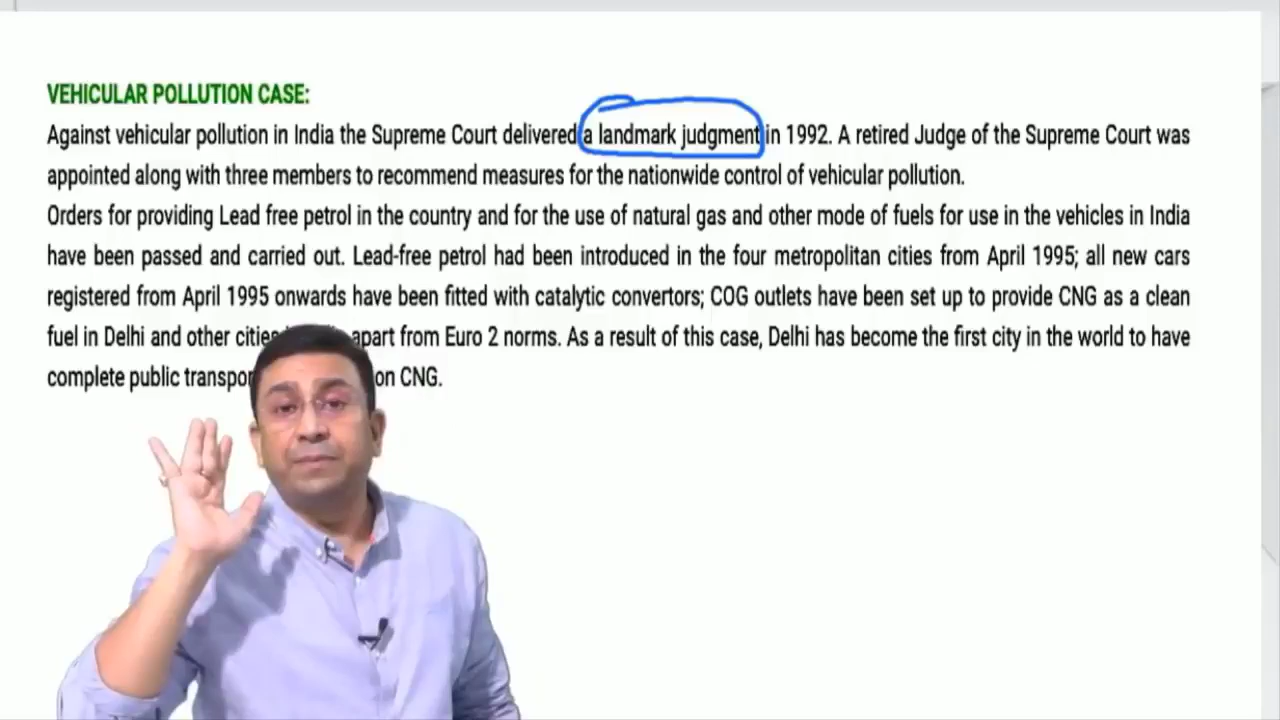 VEHICULAR POLLUTION CASE:
Against vehicular pollution in India the Supreme Court delivered a landmark judgment in 1992. A retired Judge of the Supreme Court was
appointed along with three members to recommend measures for the nationwide control of vehicular pollution.
Orders for providing Lead free petrol in the country and for the use of natural gas and other mode of fuels for use in the vehicles in India
have been passed and carried out. Lead-free petrol had been introduced in the four metropolitan cities from April 1995; all new cars
registered from April 1995 onwards have been fitted with catalytic convertors; COG outlets have been set up to provide CNG as a clean
fuel in Delhi and other cities apart from Euro 2 norms. As a result of this case, Delhi has become the first city in the world to have
complete public on CNG.